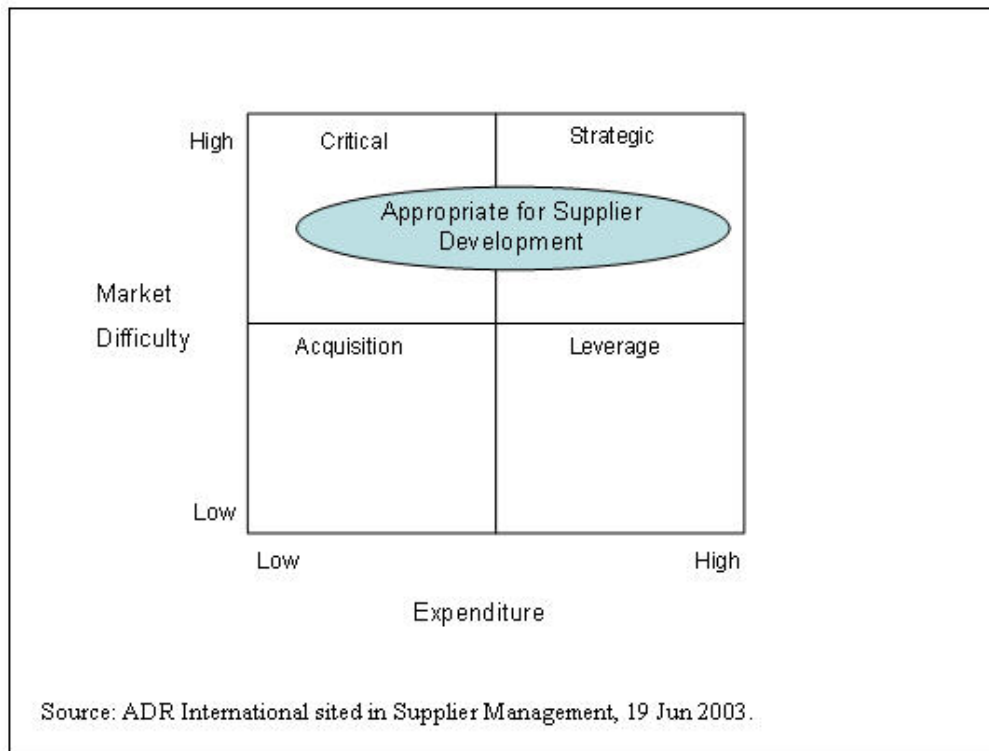 High
Critical
Strategic
Appropriate for Supplier
Development
Market
Difficulty
Acquisition
Leverage
Low
Low
High
Expenditure
Source: ADR International sited in Supplier Management, 19 Jun 2003.